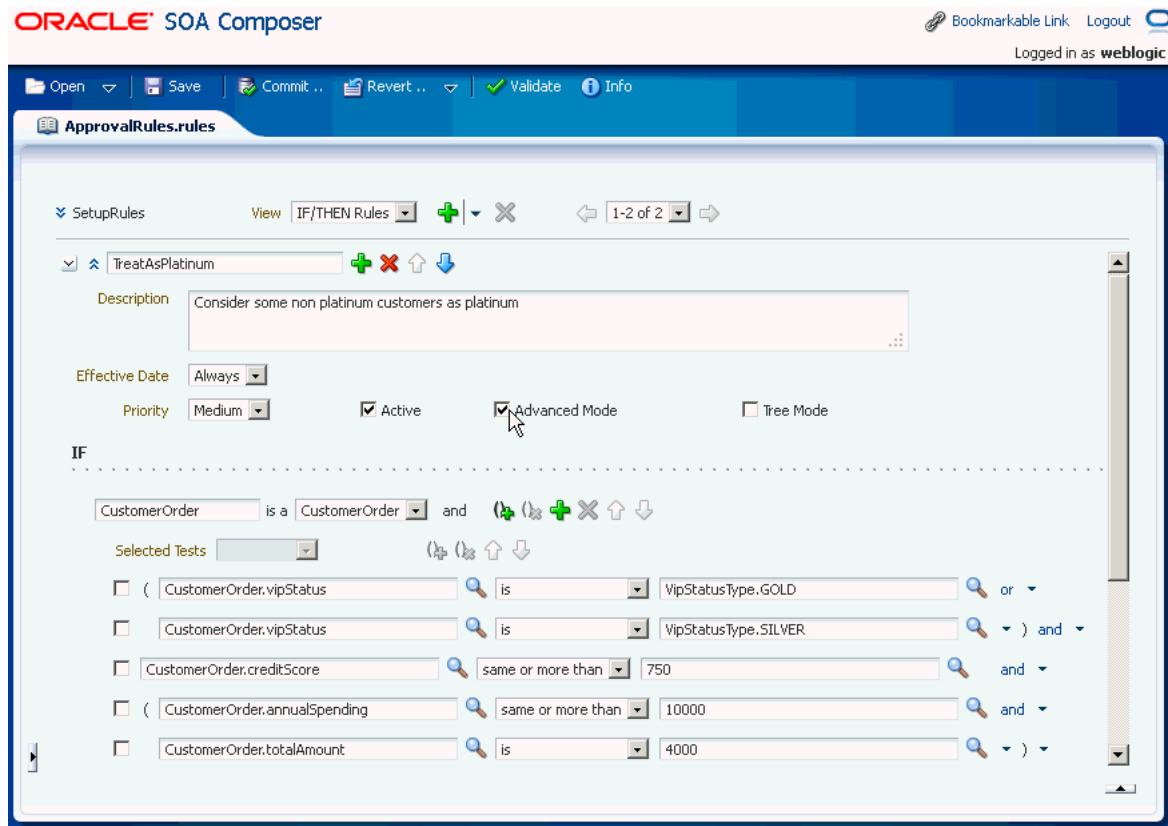 ORACLE® SOA Composer
Bookmarkable Link Logout
Logged in as weblogic
Open Save Commit .. Revert .. Validate Info
ApprovalRules.rules
SetupRules View IF/THEN Rules 1-2 of 2
TreatAsPlatinum
Description Consider some non platinum customers as platinum
Effective Date Always
Priority Medium Active Advanced Mode Tree Mode
IF
CustomerOrder is a CustomerOrder and
Selected Tests
( CustomerOrder.vipStatus is VipStatusType.GOLD or
CustomerOrder.vipStatus is VipStatusType.SILVER ) and
CustomerOrder.creditScore same or more than 750 and
( CustomerOrder.annualSpending same or more than 10000 and
CustomerOrder.totalAmount is 4000 )